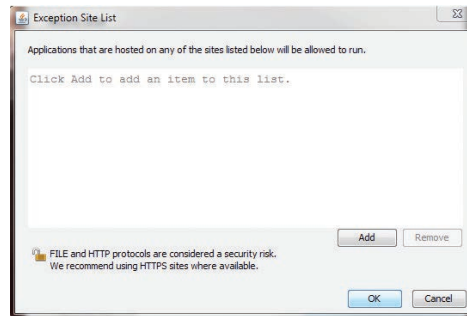 Exception Site List
Applications that are hosted on any of the sites listed below will be allowed to run.
Click Add to add an item to this list.
Add Remove
FILE and HTTP protocols are considered a security risk.
We recommend using HTTPS sites where available.
OK Cancel